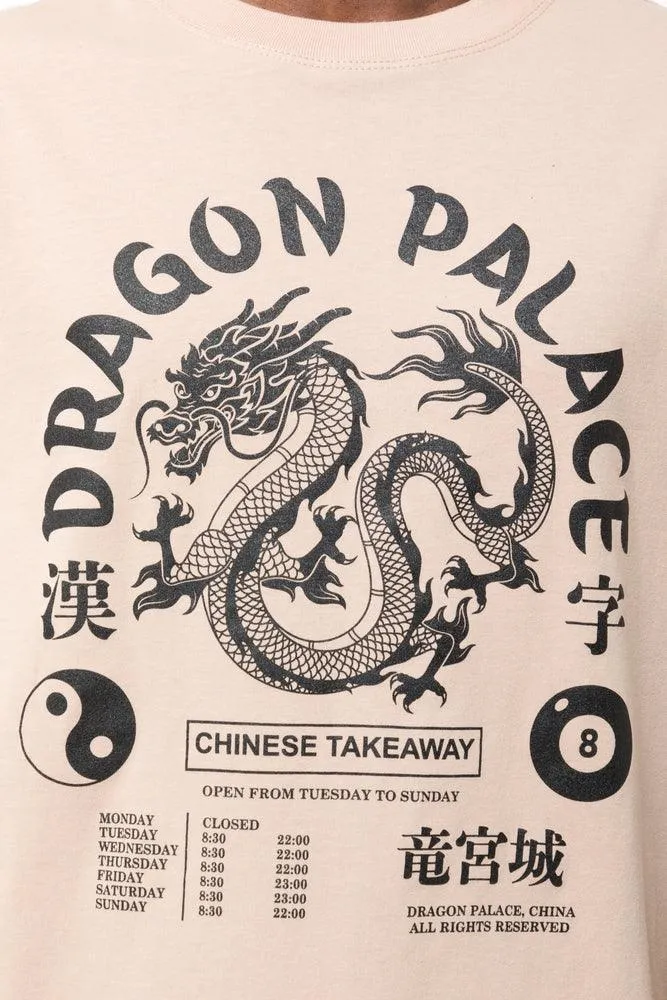 DRAGON PALACE
漢 字
CHINESE TAKEAWAY
8
OPEN FROM TUESDAY TO SUNDAY
MONDAY CLOSED
TUESDAY 8:30 22:00
WEDNESDAY 8:30 22:00
THURSDAY 8:30 22:00
FRIDAY 8:30 23:00
SATURDAY 8:30 23:00
SUNDAY 8:30 22:00
竜宮城
DRAGON PALACE, CHINA
ALL RIGHTS RESERVED